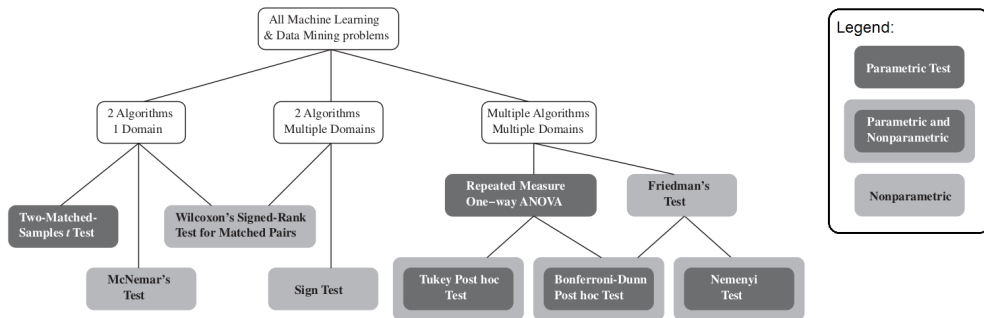 All Machine Learning
& Data Mining problems
2 Algorithms
1 Domain
2 Algorithms
Multiple Domains
Multiple Algorithms
Multiple Domains
Two-Matched-
Samples t Test
Wilcoxon's Signed-Rank
Test for Matched Pairs
Repeated Measure
One-way ANOVA
Friedman's
Test
McNemar's
Test
Sign Test
Tukey Post hoc
Test
Bonferroni-Dunn
Post hoc Test
Nemenyi
Test
Legend:
Parametric Test
Parametric and
Nonparametric
Nonparametric